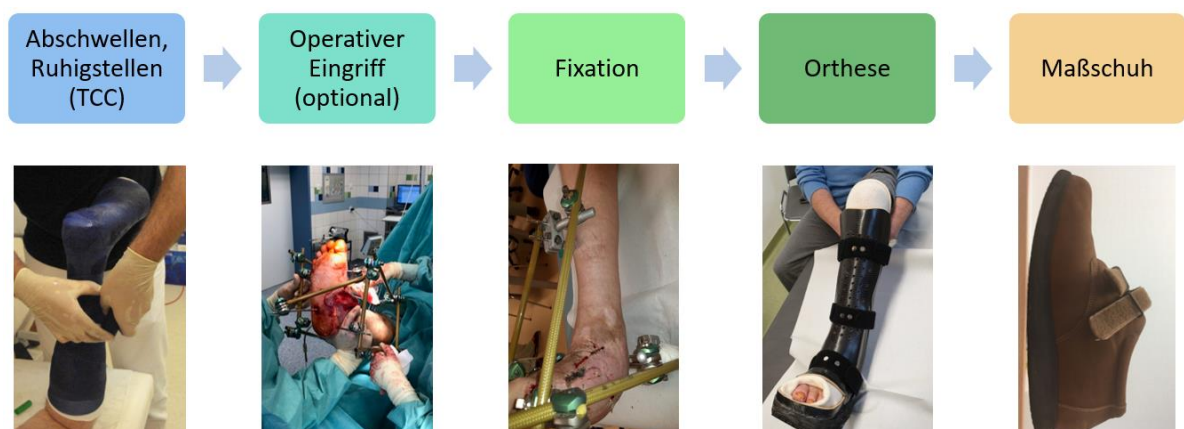 Abschwellen,
Ruhigstellen
(TCC)
Operativer
Eingriff
(optional)
Fixation
Orthese
Maßschuh